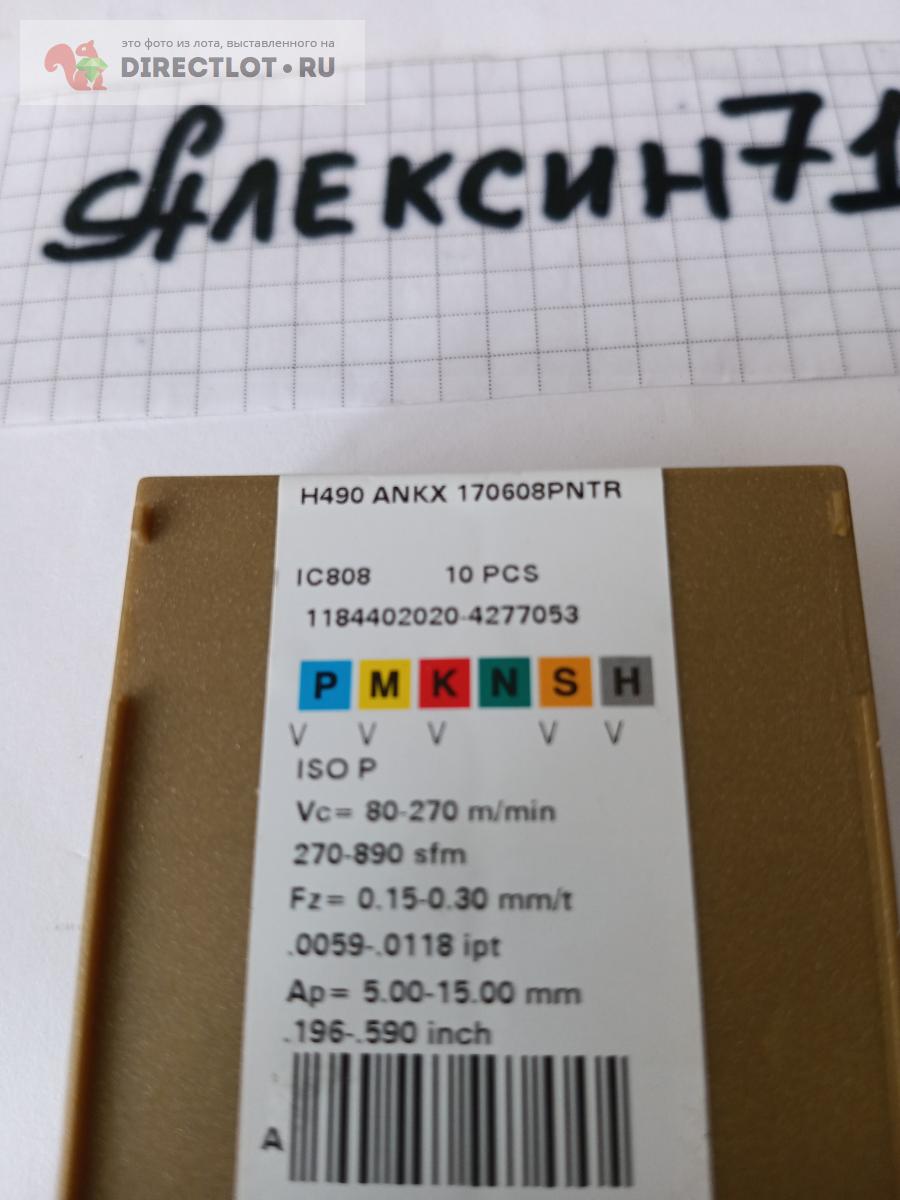 это фото из лота, выставленного на
DIRECTLOT•RU
Алексин71
H490 ANKX 170608PNTR
IC808 10 PCS
1184402020-4277053
P M K N S H
V V V V V
ISO P
Vc= 80-270 m/min
270-890 sfm
Fz= 0.15-0.30 mm/t
.0059-.0118 ipt
Ap= 5.00-15.00 mm
.196-.590 inch
A